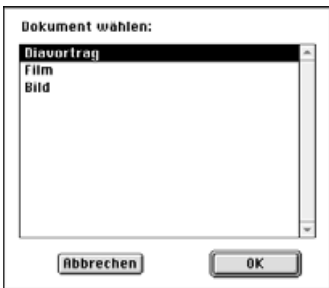 Dokument wählen:
Diavortrag
Film
Bild
Abbrechen
OK